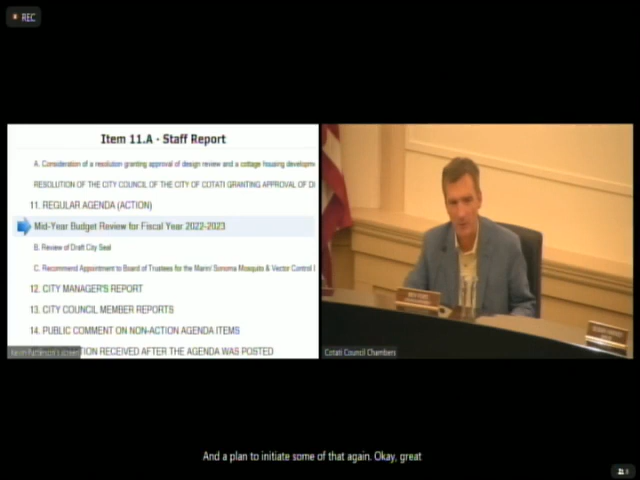 REC
Item 11.A - Staff Report
A. Consideration of a resolution granting approval of design review and a cottage housing developme
RESOLUTION OF THE CITY COUNCIL OF THE CITY OF COTATI GRANTING APPROVAL OF DE
11. REGULAR AGENDA (ACTION)
Mid-Year Budget Review for Fiscal Year 2022-2023
B. Review of Draft City Seal
C. Recommend Appointment to Board of Trustees for the Marin/Sonoma Mosquito & Vector Control
12. CITY MANAGER'S REPORT
13. CITY COUNCIL MEMBER REPORTS
14. PUBLIC COMMENT ON NON-ACTION AGENDA ITEMS
TION RECEIVED AFTER THE AGENDA WAS POSTED
Cotati Council Chambers
And a plan to initiate some of that again. Okay, great